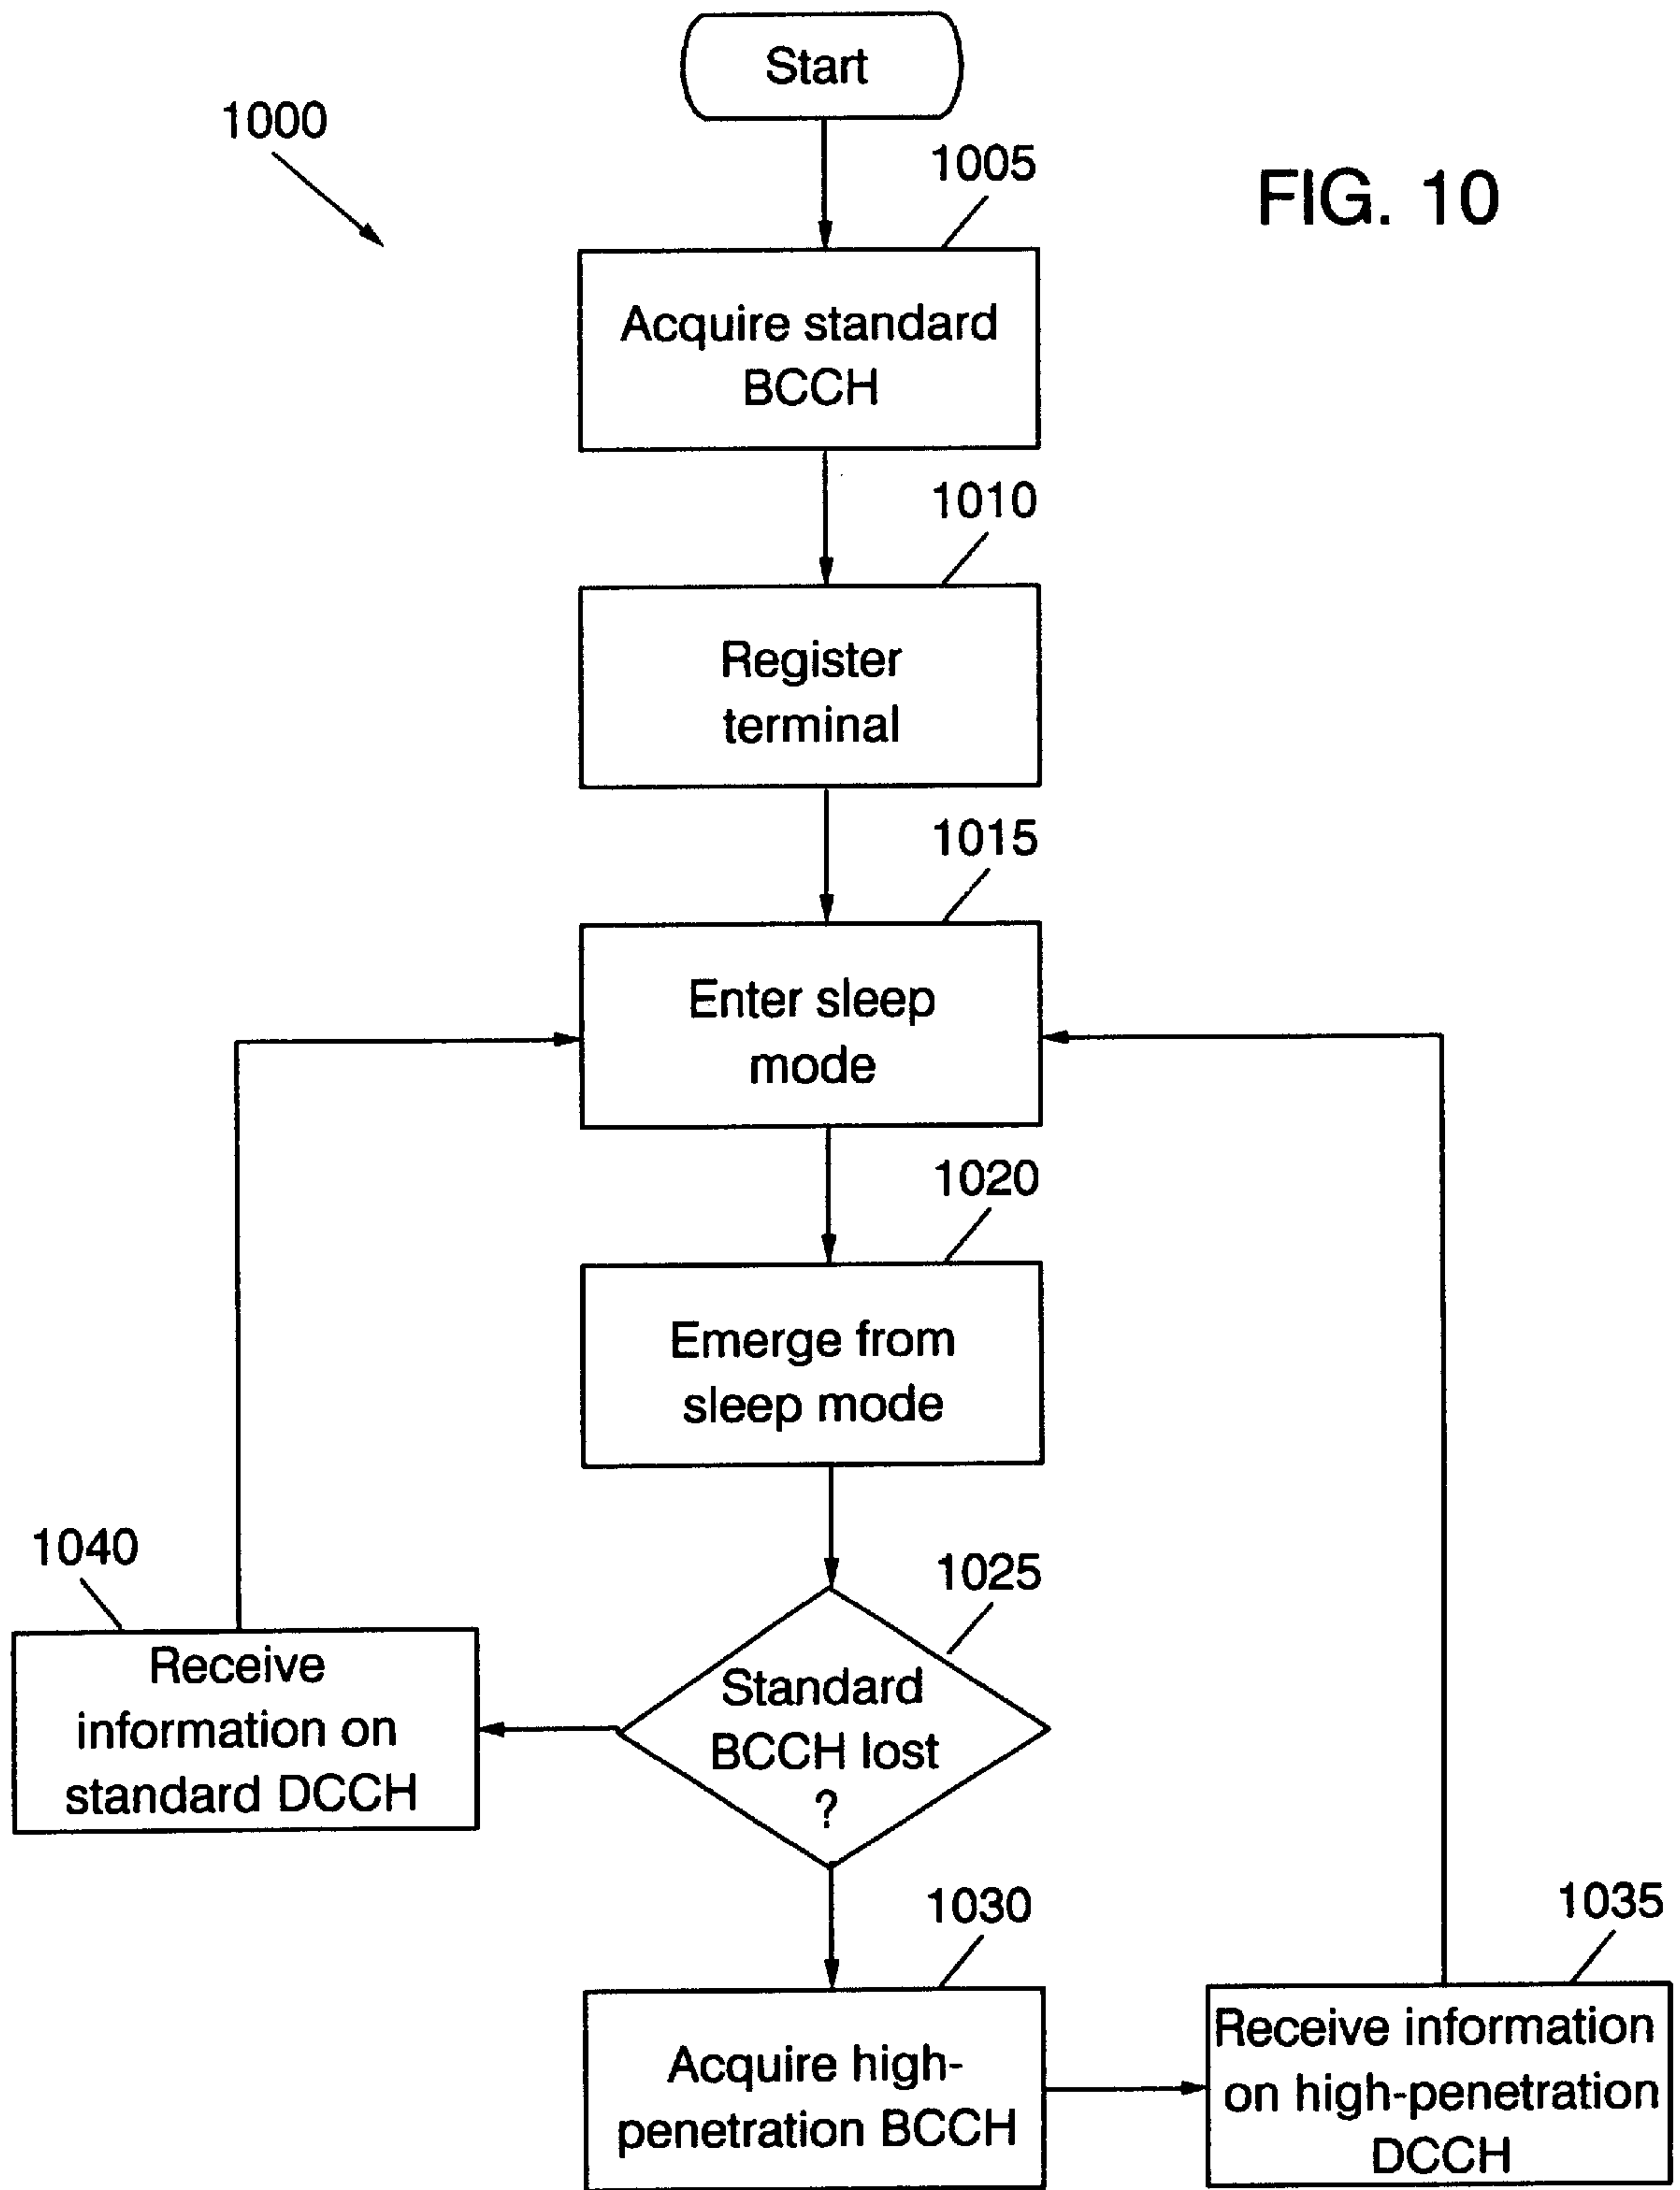 Start
1000
1005
FIG. 10
Acquire standard
BCCH
1010
Register
terminal
1015
Enter sleep
mode
1020
Emerge from
sleep mode
1040
1025
Receive
information on
standard DCCH
Standard
BCCH lost
?
1030
1035
Acquire high-
penetration BCCH
Receive information
on high-penetration
DCCH